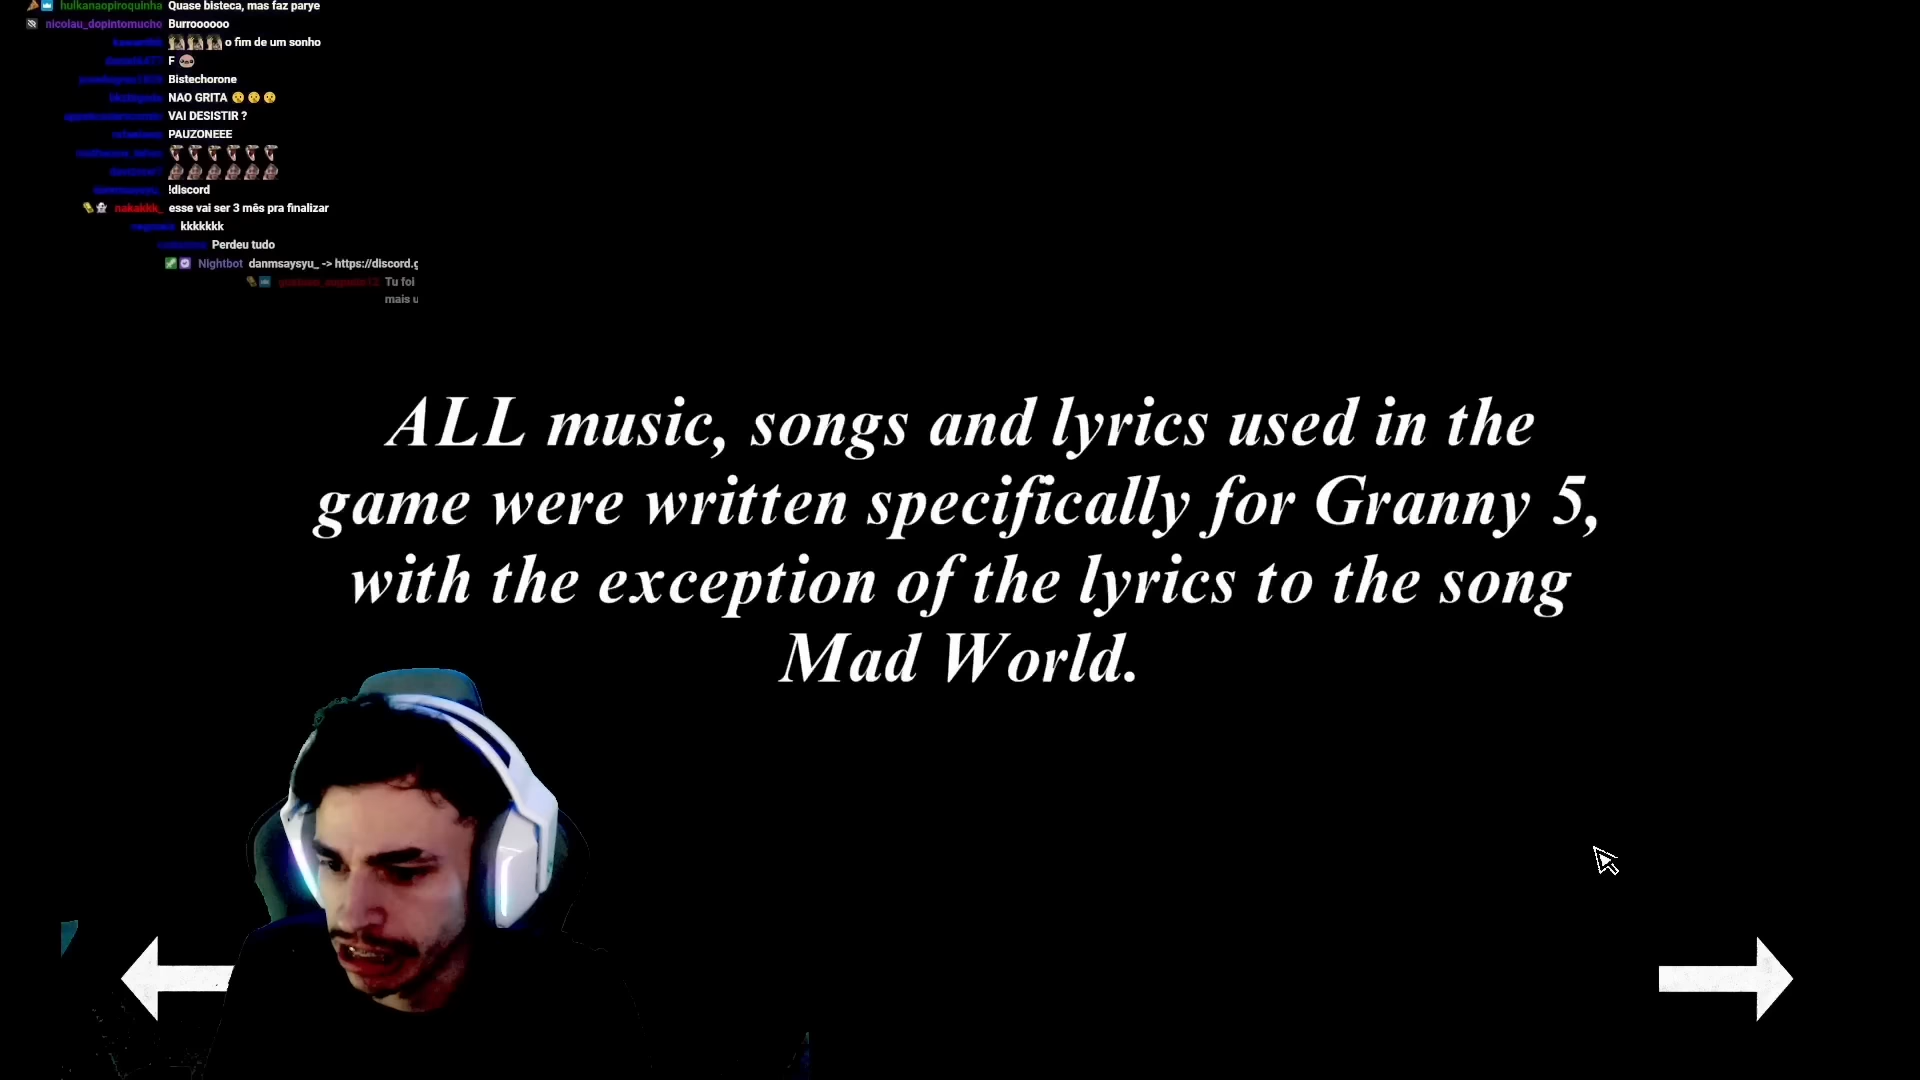 hulkanaopiroquinha Quase bisteca, mas faz parye
nicolau_dopintomucho Burroooooo
o fim de um sonho
F
Bistechorone
NAO GRITA
VAI DESISTIR ?
PAUZONEEE
!discord
nakakkk_ esse vai ser 3 mês pra finalizar
kkkkkkk
Perdeu tudo
Nightbot danmsaysyu_ -> https://discord.g
Tu foi
mais u
ALL music, songs and lyrics used in the
game were written specifically for Granny 5,
with the exception of the lyrics to the song
Mad World.